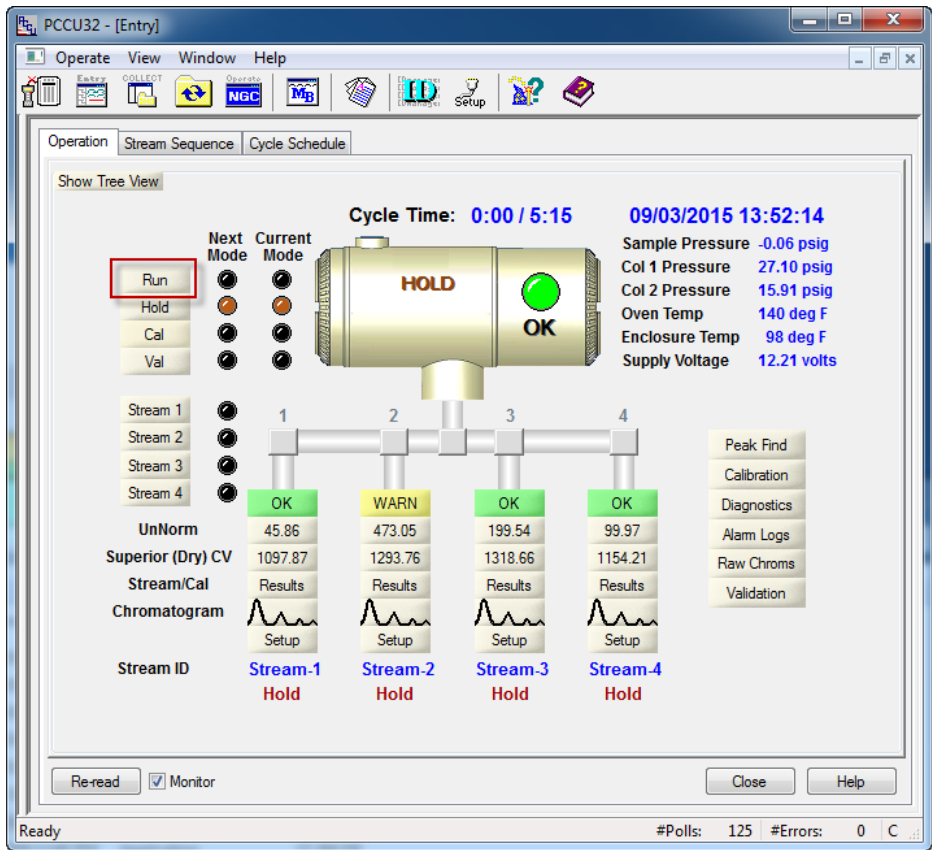 PCCU32 - [Entry]
Operate View Window Help
Entry COLLECT Operate NGC MB ID Manager Setup
Operation Stream Sequence Cycle Schedule
Show Tree View
Cycle Time: 0:00 / 5:15 09/03/2015 13:52:14
Next Mode Current Mode
Sample Pressure -0.06 psig
Col 1 Pressure 27.10 psig
Col 2 Pressure 15.91 psig
Oven Temp 140 deg F
Enclosure Temp 98 deg F
Supply Voltage 12.21 volts
Run
Hold
Cal
Val
HOLD
OK
Stream 1
Stream 2
Stream 3
Stream 4
1 2 3 4
OK WARN OK OK
UnNorm 45.86 473.05 199.54 99.97
Superior (Dry) CV 1097.87 1293.76 1318.66 1154.21
Stream/Cal Results Results Results Results
Chromatogram
Setup Setup Setup Setup
Stream ID Stream-1 Stream-2 Stream-3 Stream-4
Hold Hold Hold Hold
Peak Find
Calibration
Diagnostics
Alarm Logs
Raw Chroms
Validation
Re-read Monitor Close Help
Ready #Polls: 125 #Errors: 0 C